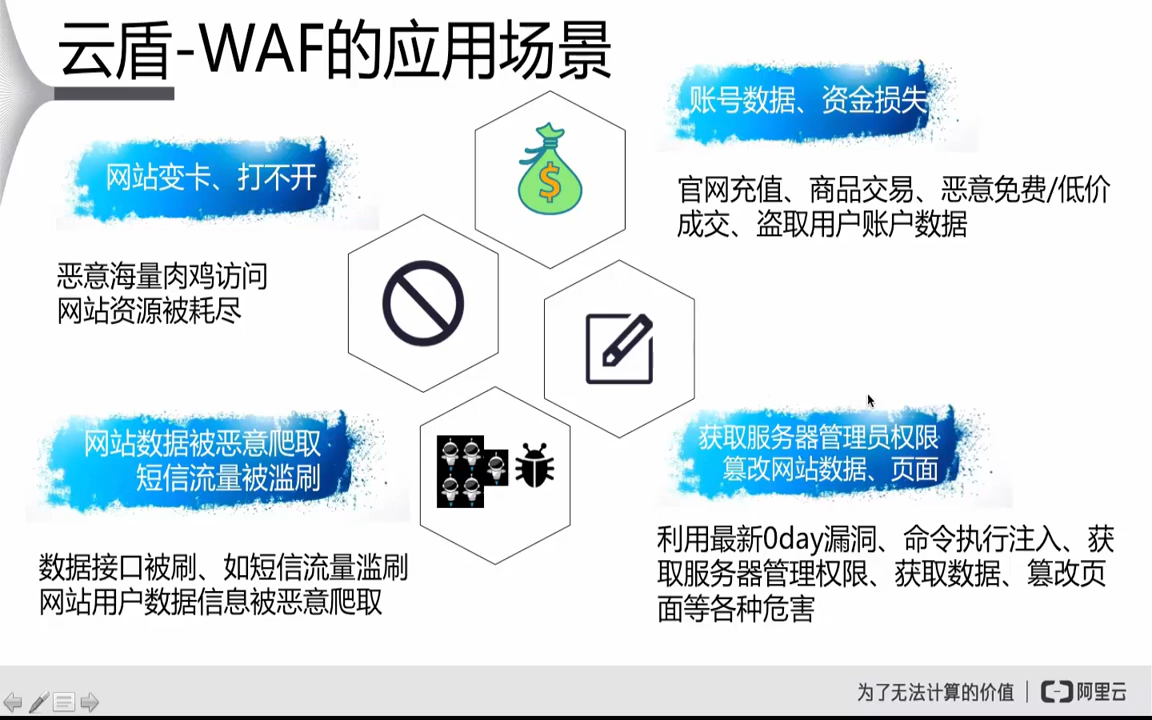 云盾-WAF的应用场景
网站变卡、打不开
恶意海量肉鸡访问
网站资源被耗尽
账号数据、资金损失
官网充值、商品交易、恶意免费/低价
成交、盗取用户账户数据
$
网站数据被恶意爬取
短信流量被滥刷
数据接口被刷、如短信流量滥刷
网站用户数据信息被恶意爬取
获取服务器管理员权限
篡改网站数据、页面
利用最新0day漏洞、命令执行注入、获
取服务器管理权限、获取数据、篡改页
面等各种危害
为了无法计算的价值 | 阿里云